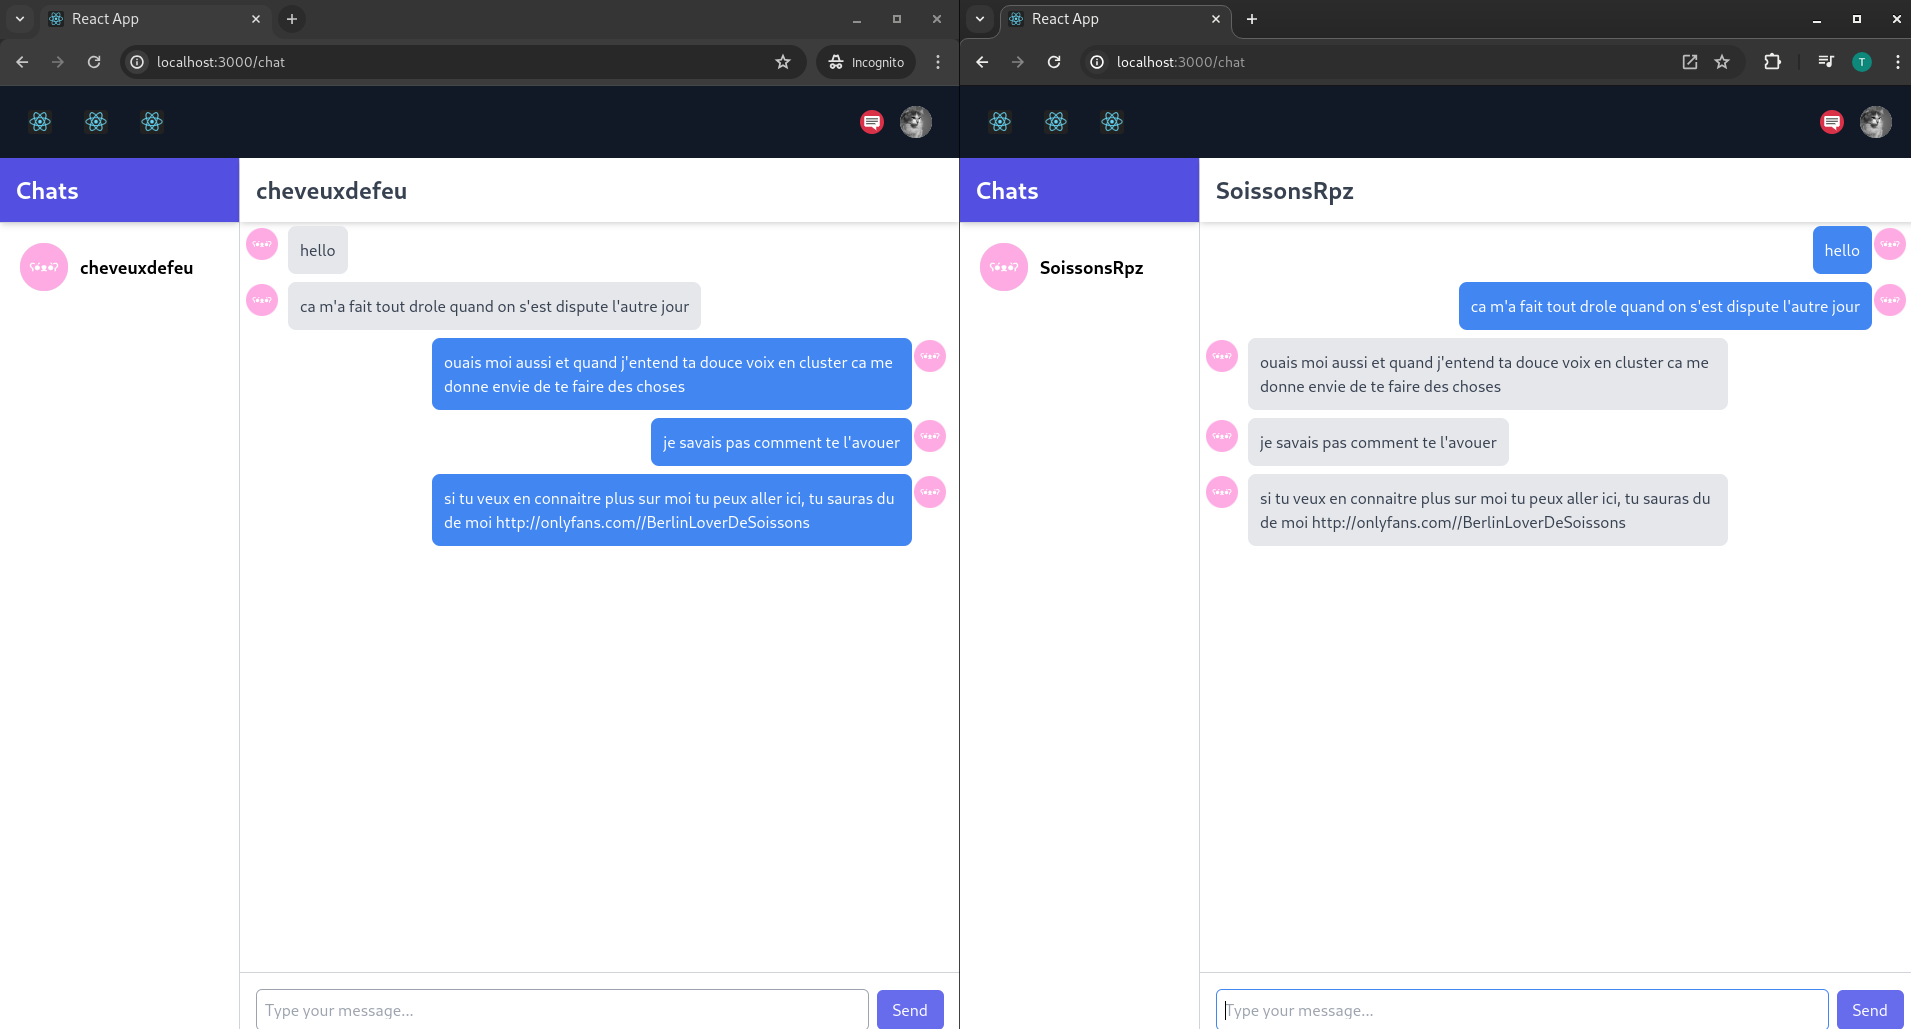 React App
localhost:3000/chat
Incognito
Chats
cheveuxdefeu
cheveuxdefeu
hello
ca m'a fait tout drole quand on s'est dispute l'autre jour
ouais moi aussi et quand j'entend ta douce voix en cluster ca me
donne envie de te faire des choses
je savais pas comment te l'avouer
si tu veux en connaitre plus sur moi tu peux aller ici, tu sauras du
de moi http://onlyfans.com//BerlinLoverDeSoissons
Type your message...
Send
React App
localhost:3000/chat
T
Chats
SoissonsRpz
SoissonsRpz
hello
ca m'a fait tout drole quand on s'est dispute l'autre jour
ouais moi aussi et quand j'entend ta douce voix en cluster ca me
donne envie de te faire des choses
je savais pas comment te l'avouer
si tu veux en connaitre plus sur moi tu peux aller ici, tu sauras du
de moi http://onlyfans.com//BerlinLoverDeSoissons
Type your message...
Send